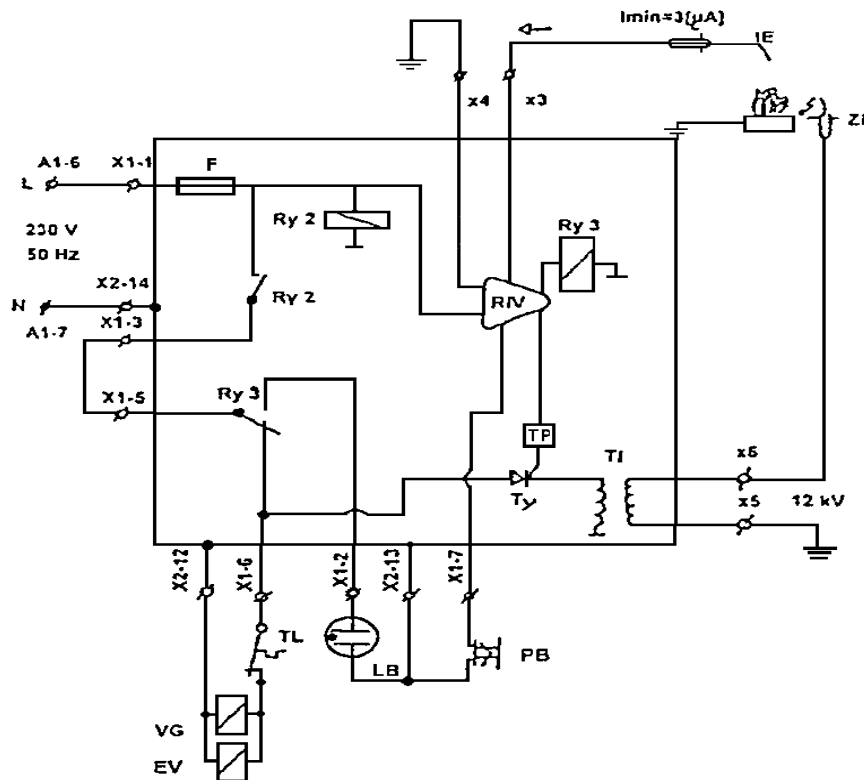 Imin=3[µA]
IE
x4
x3
Zi
A1-6
X1-1
F
L
Ry 2
Ry 3
230 V
50 Hz
X2-14
Ry 2
RIV
N
X1-3
A1-7
X1-5
Ry 3
TP
x6
TI
Ty
x5
12 kV
X2-12
X1-6
X1-2
X2-13
X1-7
TL
LB
PB
VG
EV